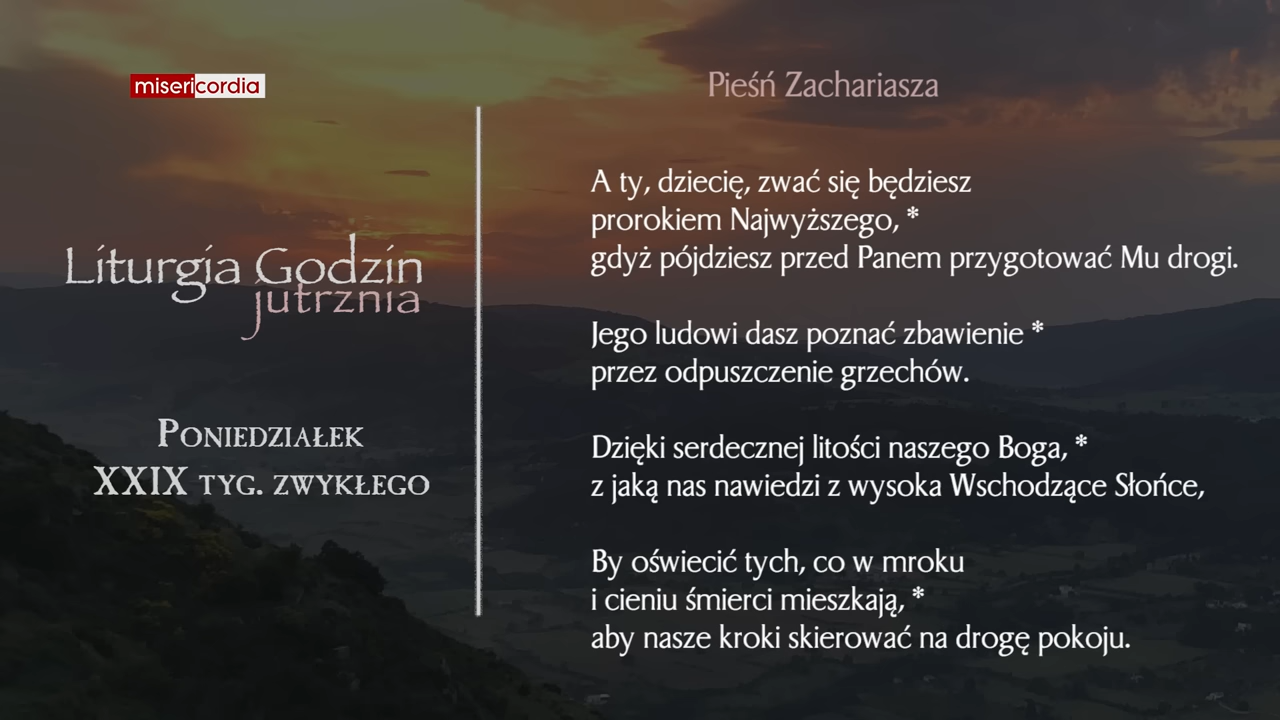 misericordia
Liturgia Godzin
jutrznia
Poniedziałek
XXIX tyg. zwykłego
Pieśń Zachariasza
A ty, dziecię, zwać się będziesz
prorokiem Najwyższego, *
gdyż pójdziesz przed Panem przygotować Mu drogi.
Jego ludowi dasz poznać zbawienie *
przez odpuszczenie grzechów.
Dzięki serdecznej litości naszego Boga, *
z jaką nas nawiedzi z wysoka Wschodzące Słońce,
By oświecić tych, co w mroku
i cieniu śmierci mieszkają, *
aby nasze kroki skierować na drogę pokoju.